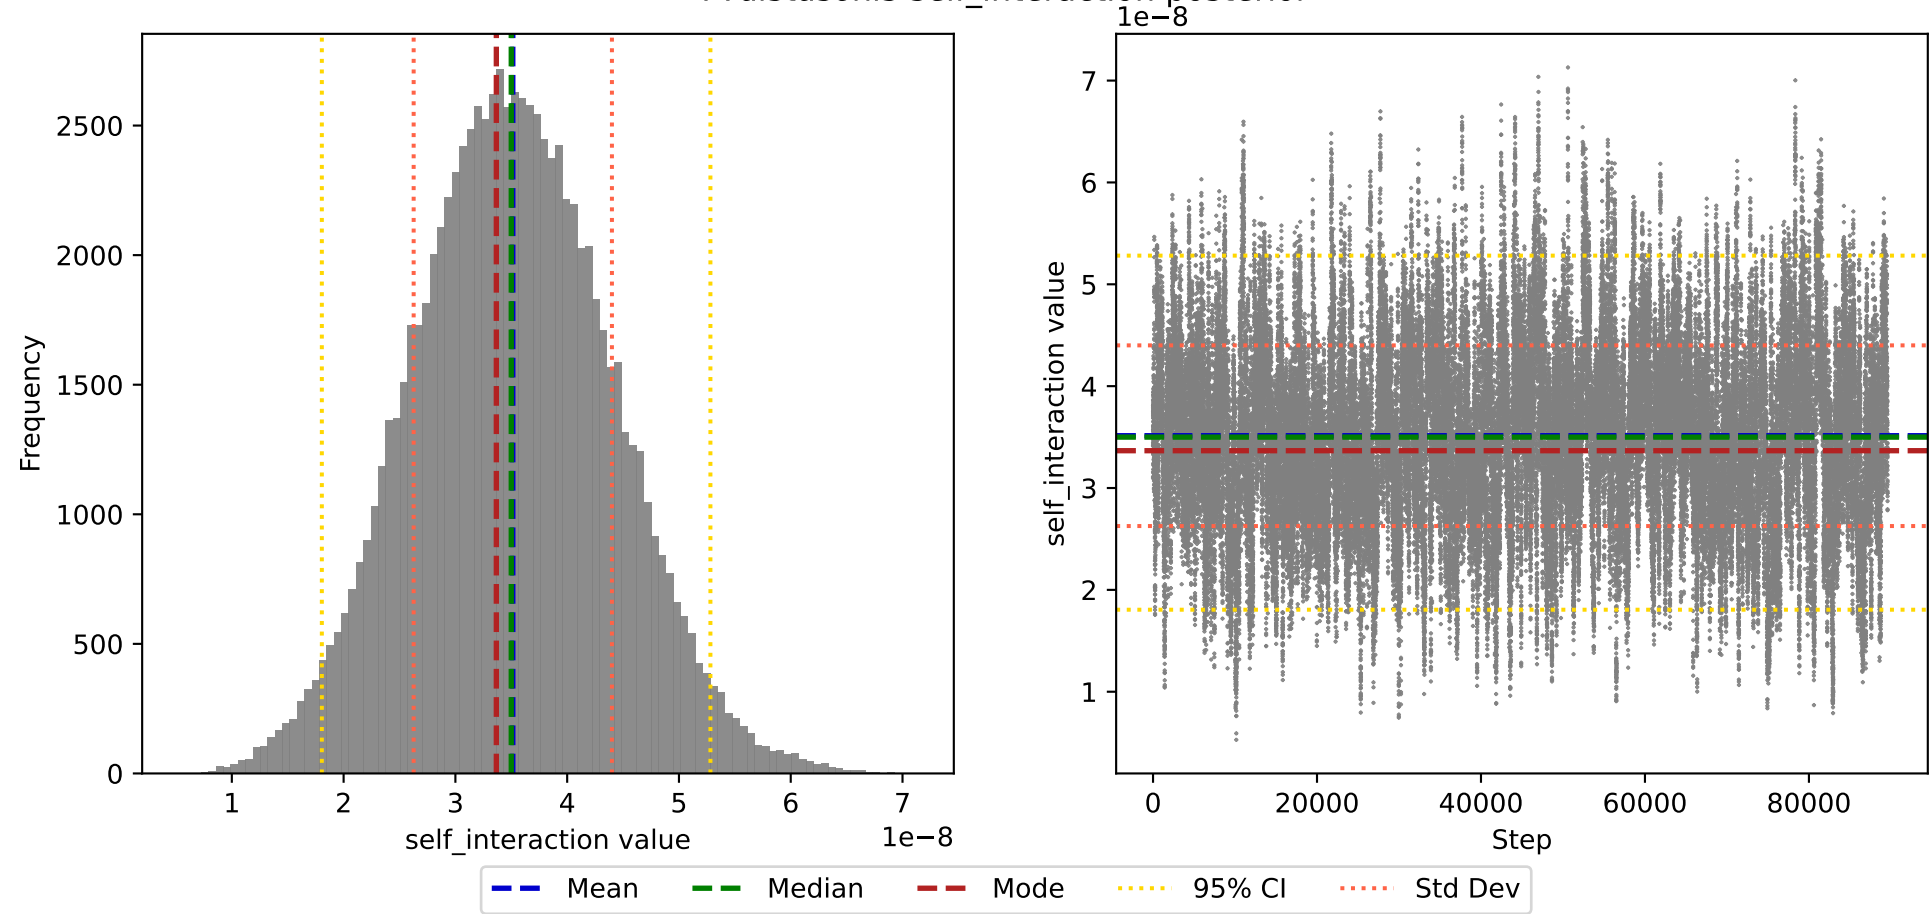 self_interaction posterior
1e−8
Frequency
2500
2000
1500
1000
500
0
1 2 3 4 5 6 7
self_interaction value
1e−8
self_interaction value
7
6
5
4
3
2
1
0 20000 40000 60000 80000
Step
Mean Median Mode 95% CI Std Dev